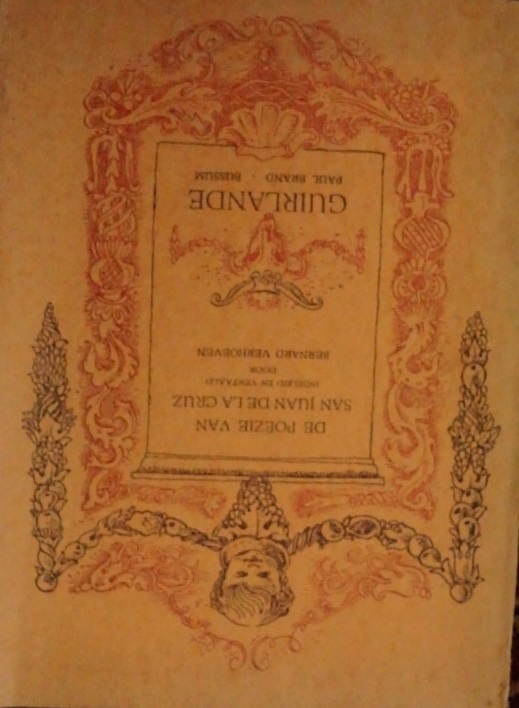 DE POEZIE VAN
SAN JUAN DE LA CRUZ
INGELEID EN VERTAALD
DOOR
BERNARD VERHOEVEN
GUIRLANDE
PAUL BRAND · BUSSUM